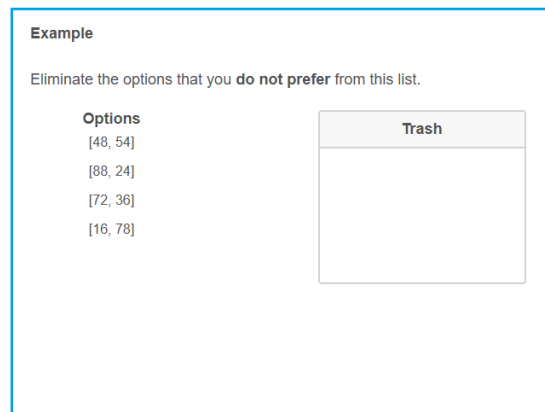 Example
Eliminate the options that you do not prefer from this list.
Options
[48, 54]
[88, 24]
[72, 36]
[16, 78]
Trash